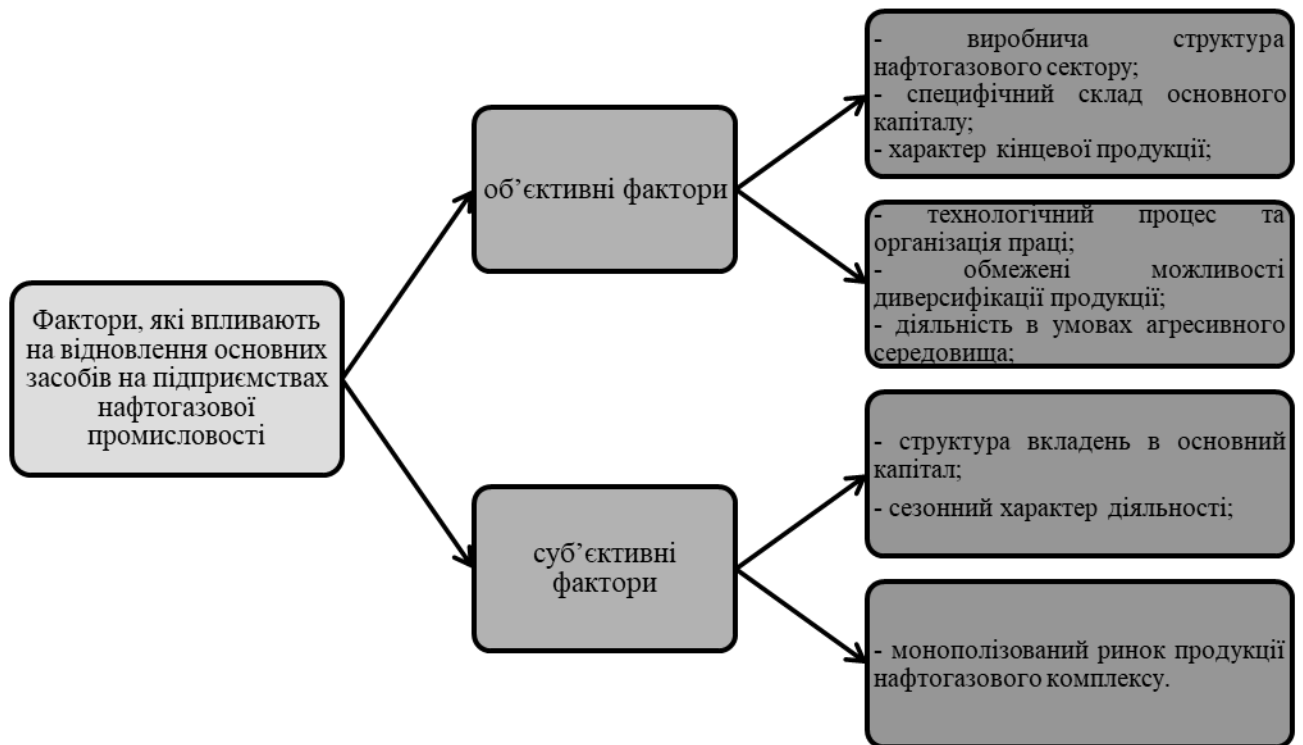 Фактори, які впливають
на відновлення основних
засобів на підприємствах
нафтогазової
промисловості
об’єктивні фактори
- виробнича структура
нафтогазового сектору;
- специфічний склад основного
капіталу;
- характер кінцевої продукції;
- технологічний процес та
організація праці;
- обмежені можливості
диверсифікації продукції;
- діяльність в умовах агресивного
середовища;
суб’єктивні
фактори
- структура вкладень в основний
капітал;
- сезонний характер діяльності;
- монополізований ринок продукції
нафтогазового комплексу.